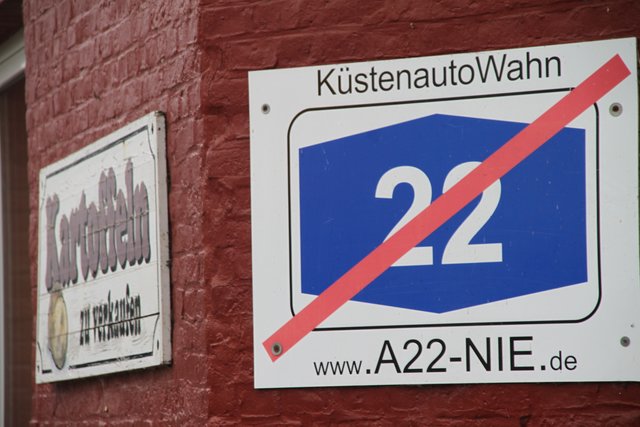 Kartoffeln
zu verkaufen
KüstenautoWahn
22
www.A22-NIE.de